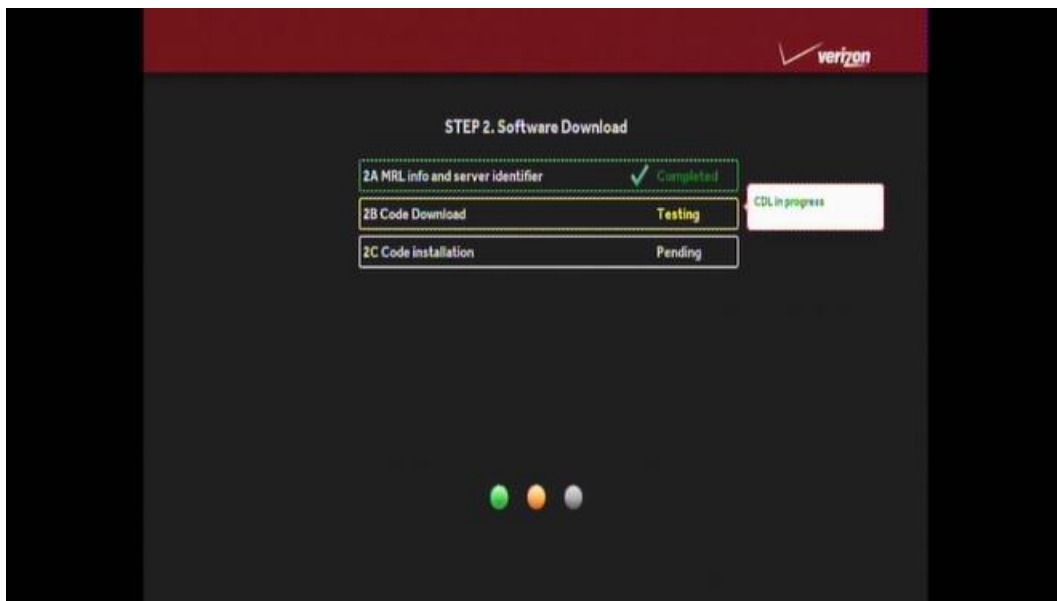 verizon
STEP 2. Software Download
2A MRL info and server identifier Completed
2B Code Download Testing
CDL in progress
2C Code installation Pending